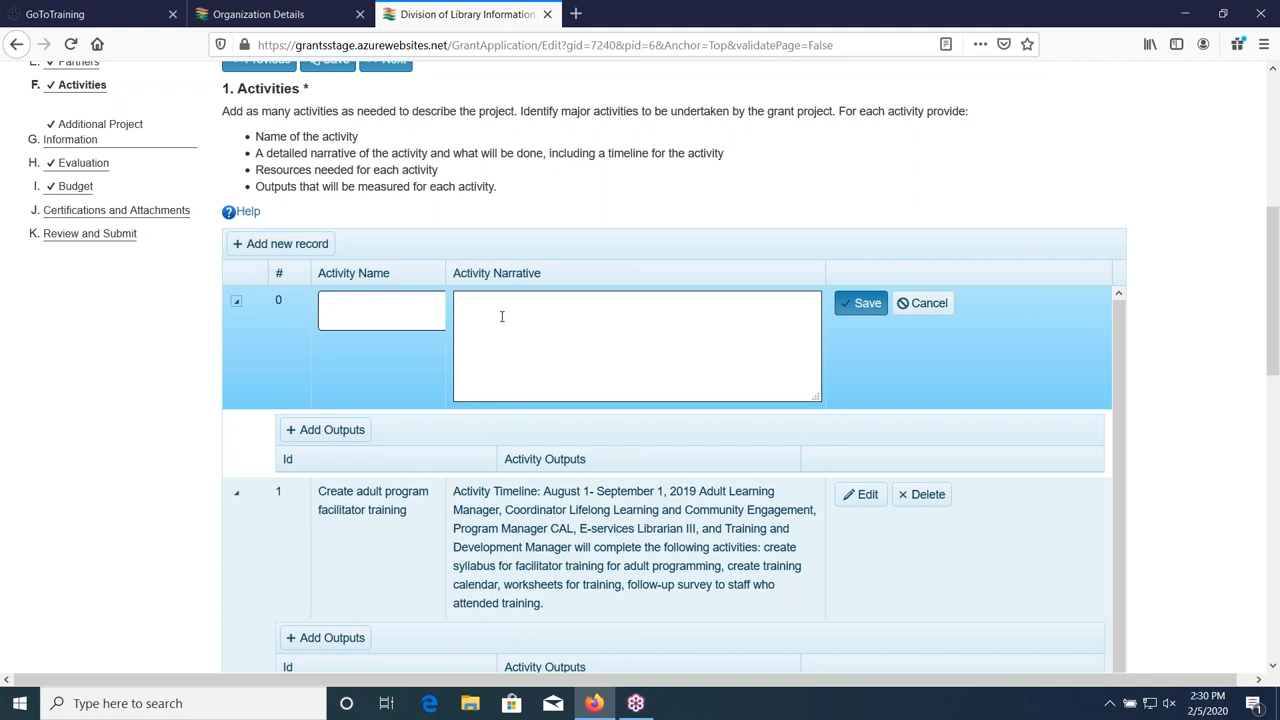 GoToTraining
Organization Details
Division of Library Information
https://grantsstage.azurewebsites.net/GrantApplication/Edit?gid=7240&pid=6&Anchor=Top&validatePage=False
E. ✓ Partners
Previous Save Next
F. ✓ Activities
1. Activities *
Add as many activities as needed to describe the project. Identify major activities to be undertaken by the grant project. For each activity provide:
✓ Additional Project
G. Information
• Name of the activity
• A detailed narrative of the activity and what will be done, including a timeline for the activity
H. ✓ Evaluation
• Resources needed for each activity
I. ✓ Budget
• Outputs that will be measured for each activity.
J. Certifications and Attachments
Help
K. Review and Submit
+ Add new record
# Activity Name Activity Narrative
0 Save Cancel
+ Add Outputs
Id Activity Outputs
1 Create adult program
facilitator training
Activity Timeline: August 1- September 1, 2019 Adult Learning
Manager, Coordinator Lifelong Learning and Community Engagement,
Program Manager CAL, E-services Librarian III, and Training and
Development Manager will complete the following activities: create
syllabus for facilitator training for adult programming, create training
calendar, worksheets for training, follow-up survey to staff who
attended training.
Edit Delete
+ Add Outputs
Id Activity Outputs
Type here to search
2:30 PM
2/5/2020
1